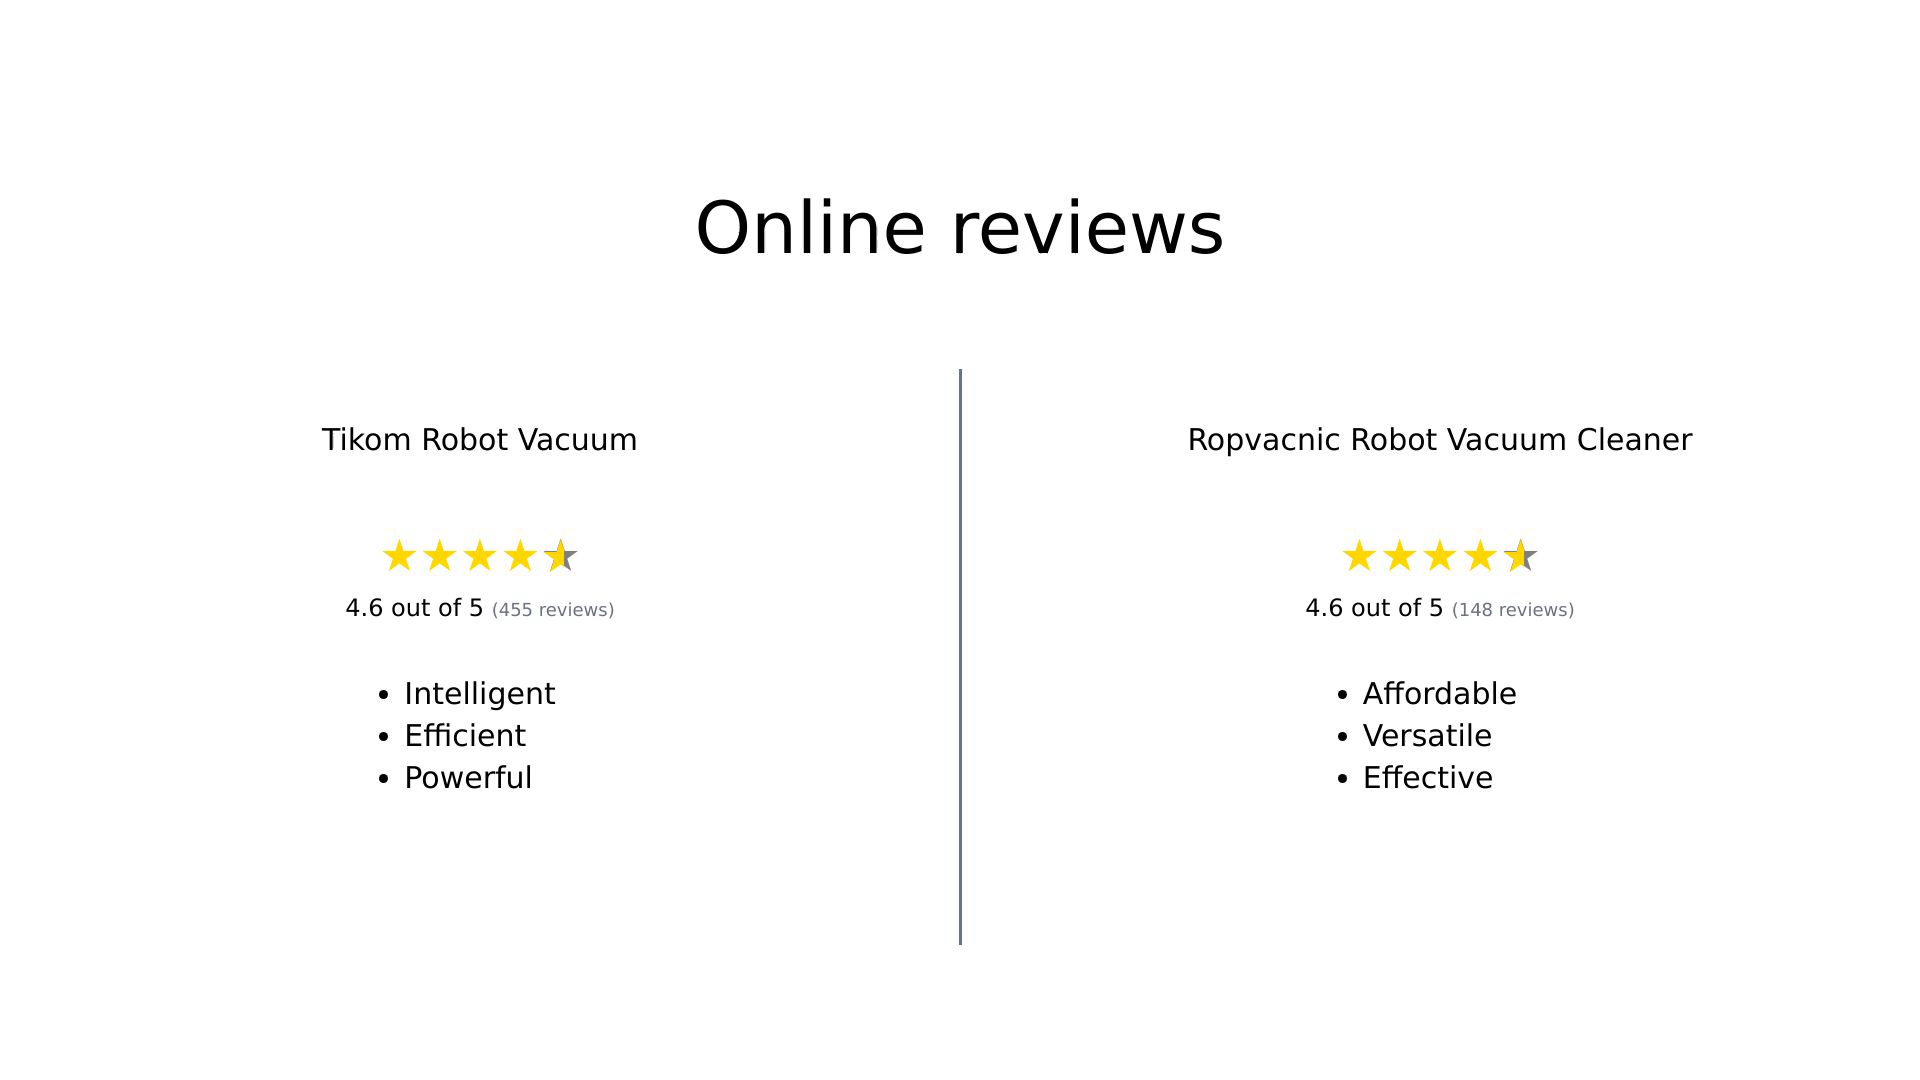 Online reviews
Tikom Robot Vacuum
4.6 out of 5 (455 reviews)
• Intelligent
• Efficient
• Powerful
Ropvacnic Robot Vacuum Cleaner
4.6 out of 5 (148 reviews)
• Affordable
• Versatile
• Effective